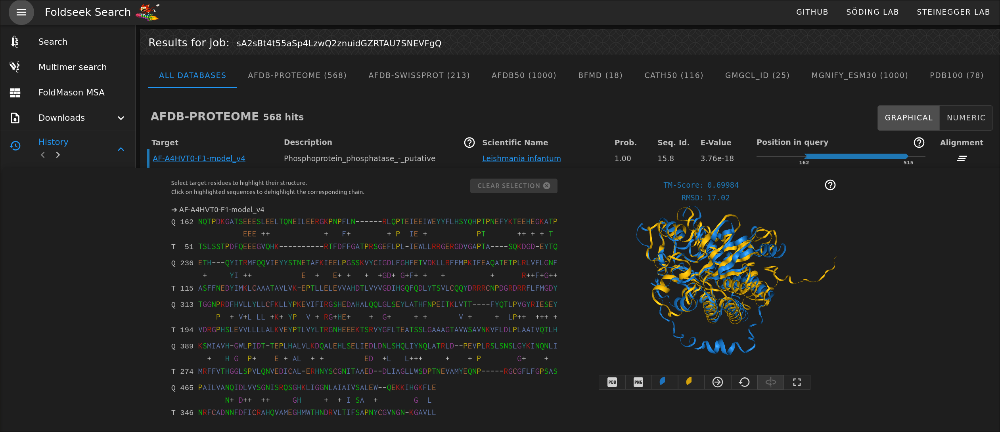 Foldseek Search
GITHUB
SÖDING LAB
STEINEGGER LAB
Search
Multimer search
FoldMason MSA
Downloads
History
Results for job: sA2sBt4t55aSp4LzwQ2znuidGZRTAU7SNEVFgQ
ALL DATABASES
AFDB-PROTEOME (568)
AFDB-SWISSPROT (213)
AFDB50 (1000)
BFMD (18)
CATH50 (116)
GMGCL_ID (25)
MGNIFY_ESM30 (1000)
PDB100 (78)
AFDB-PROTEOME 568 hits
GRAPHICAL
NUMERIC
Target Description Scientific Name Prob. Seq. Id. E-Value Position in query Alignment
AF-A4HVT0-F1-model_v4 Phosphoprotein_phosphatase_-_putative Leishmania infantum 1.00 15.8 3.76e-18
162 515
Select target residues to highlight their structure.
Click on highlighted sequences to dehighlight the corresponding chain.
CLEAR SELECTION
➔ AF-A4HVT0-F1-model_v4
Q 162 NQTPDKGATSEEESLEELTQNEILEERGKPNPFLN------RLQPTEIEEIWEYYFLHSYQHPTPNEFYKTEEHEGKATP
EEE ++            +   F+        + P  IE +           PT       ++ + + T
T  51 TSLSSTPDFQEEEGVQHK----------RTFDFFGATPRSGEFLPL-IEWLLRRGERGDVGAPTA----SQKDGD-EYTQ
Q 236 ETH---QYITRMFQQVIEYYSTNETAFKIEELPGSSKVYCIGDLFGHFETVDKLLRFFMPKIFEAQATETPLRLVFLGNF
+     YI ++           E  +   E+ +   +  +GD+ G+F+ +   +          +      R++F+G++
T 115 ASFFNEDYIMKLCAAATAVLVK-EPTLLELEVVAHDTLVVVGDIHGQFQDLYTSVLCQQYDRRRCNPDGRDRRFLFMGDY
Q 313 TGGNPRDFHVLLYLLCFKLLYPKEVIFIRGSHEDAHALQQLGLSEYLATHFNPEITKLVTT----FYQTLPVGYRIESEY
P  + V+L LL +K+ YP  V + RG+HE+    +  G+     + +       V +     +  LP++  +++ +
T 194 VDRGPHSLEVVLLLLALKVEYPTLVYLTRGNHEEEKTSRVYGFLTEATSSLGAAAGTAVWSAVNKVFLDLPLAAIVQTLH
Q 389 KSMIAVH-GWLPIDT-TEPLHALVLKDQALEHLSELIEDLDNLSHQLIYNQLATRLD--PEVPLRSLSNSLGYKINQNLI
+   H G  P+    E + AL  + +         ED  +L   L+++     +    + P        G+    +
T 274 MRFFVTHGGLSPVLQNVEDICAL-ERHNYSCGNITAAED--DLIAGLLWSDPTNEVAMYEQNP-----RGCGFLFGPSAS
Q 465 PAILVANQIDLVVSGNISRQSGHKLIGGNLAIAIVSALEW--QEKKIHGKFLE
N+ D++  ++     GH     +  + I SA  +        G  L
T 346 NRFCADNNFDFICRAHQVAMEGHMWTHNDRVLTIFSAPNYCGVNGN-KGAVLL
TM-Score: 0.69984
RMSD: 17.02
PDB
PNG